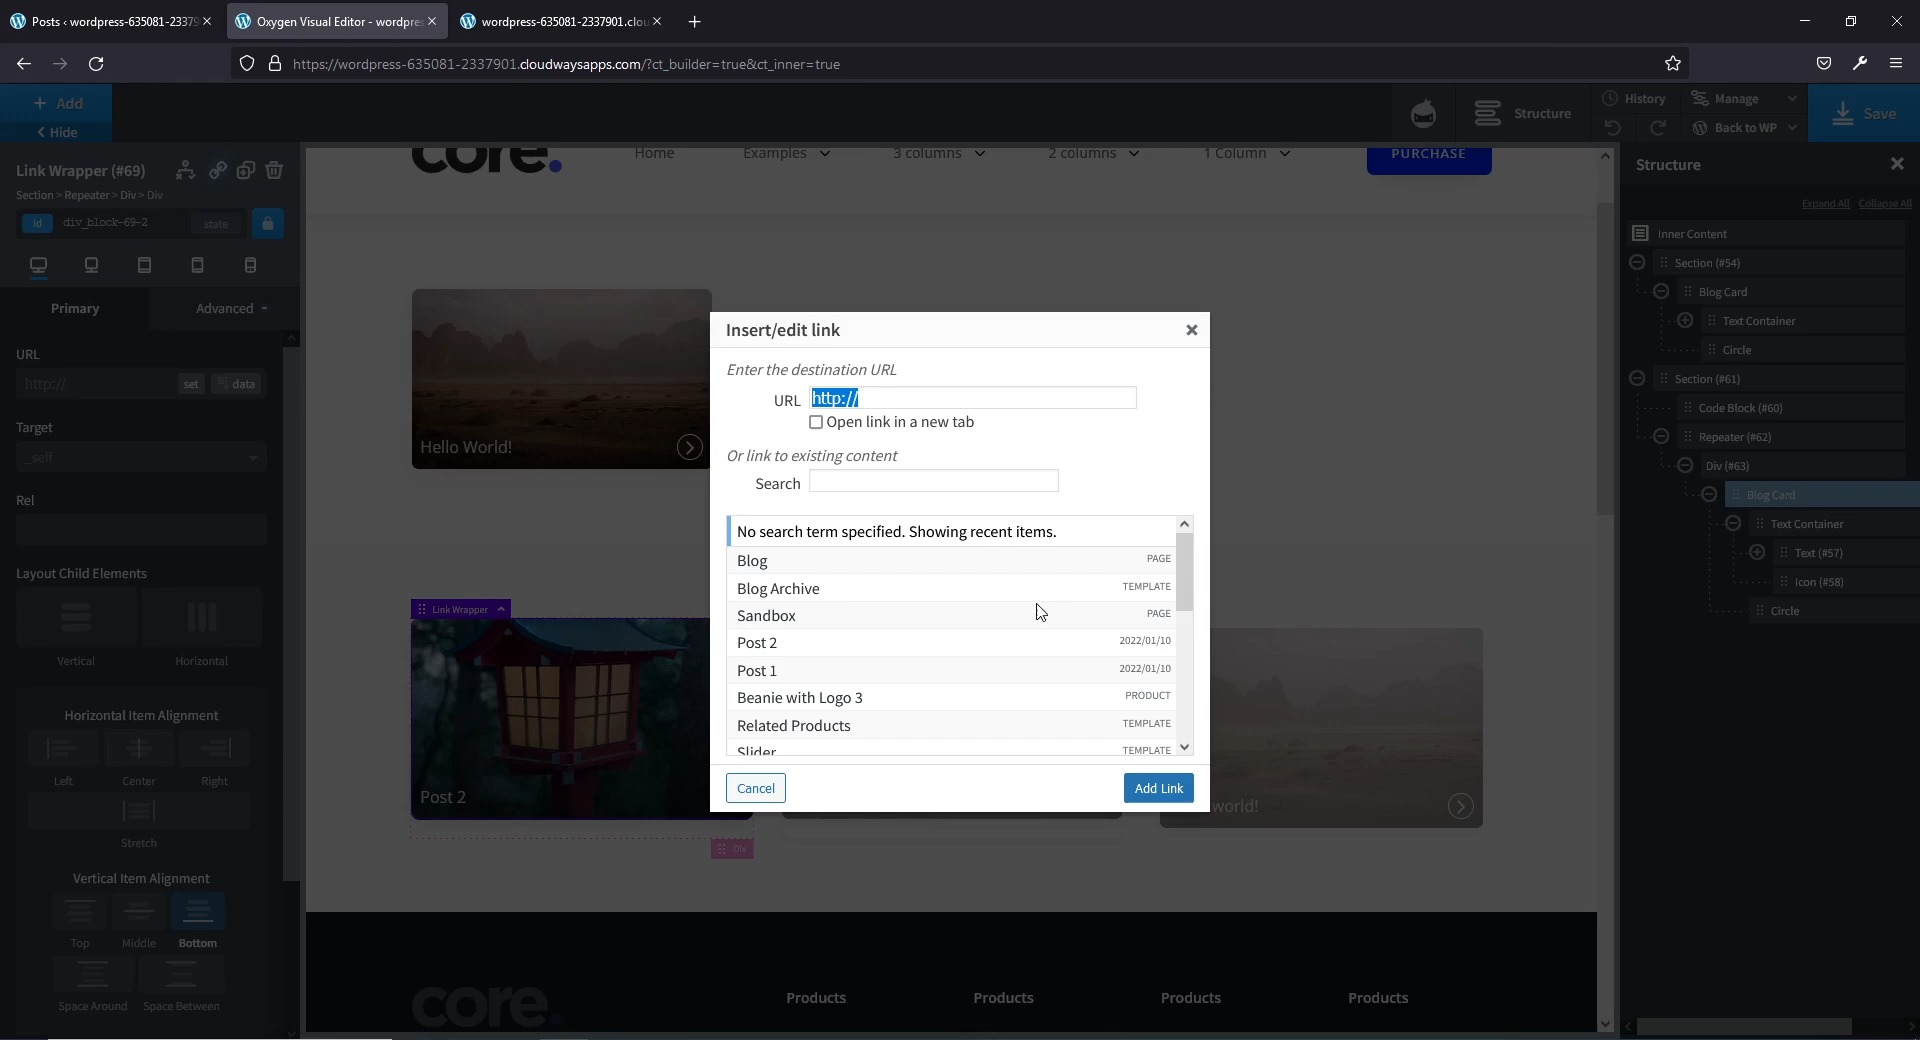 Posts ‹ wordpress-635081-23379
Oxygen Visual Editor - wordpres
wordpress-635081-2337901.clou
https://wordpress-635081-2337901.cloudwaysapps.com/?ct_builder=true&ct_inner=true
+ Add
< Hide
Structure
History
Manage
Back to WP
Save
Link Wrapper (#69)
Section > Repeater > Div > Div
id
div_block-69-2
state
Primary
Advanced
URL
http://
set
data
Target
_self
Rel
Layout Child Elements
Vertical
Horizontal
Horizontal Item Alignment
Left
Center
Right
Stretch
Vertical Item Alignment
Top
Middle
Bottom
Space Around
Space Between
core.
Home
Examples
3 columns
2 columns
1 Column
PURCHASE
Hello World!
Link Wrapper
Post 2
Div
world!
Insert/edit link
Enter the destination URL
URL
http://
Open link in a new tab
Or link to existing content
Search
No search term specified. Showing recent items.
Blog PAGE
Blog Archive TEMPLATE
Sandbox PAGE
Post 2 2022/01/10
Post 1 2022/01/10
Beanie with Logo 3 PRODUCT
Related Products TEMPLATE
Slider TEMPLATE
Cancel
Add Link
core.
Products
Products
Products
Products
Structure
Expand All
Collapse All
Inner Content
Section (#54)
Blog Card
Text Container
Circle
Section (#61)
Code Block (#60)
Repeater (#62)
Div (#63)
Blog Card
Text Container
Text (#57)
Icon (#58)
Circle